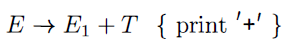 E → E₁ + T { print '+' }